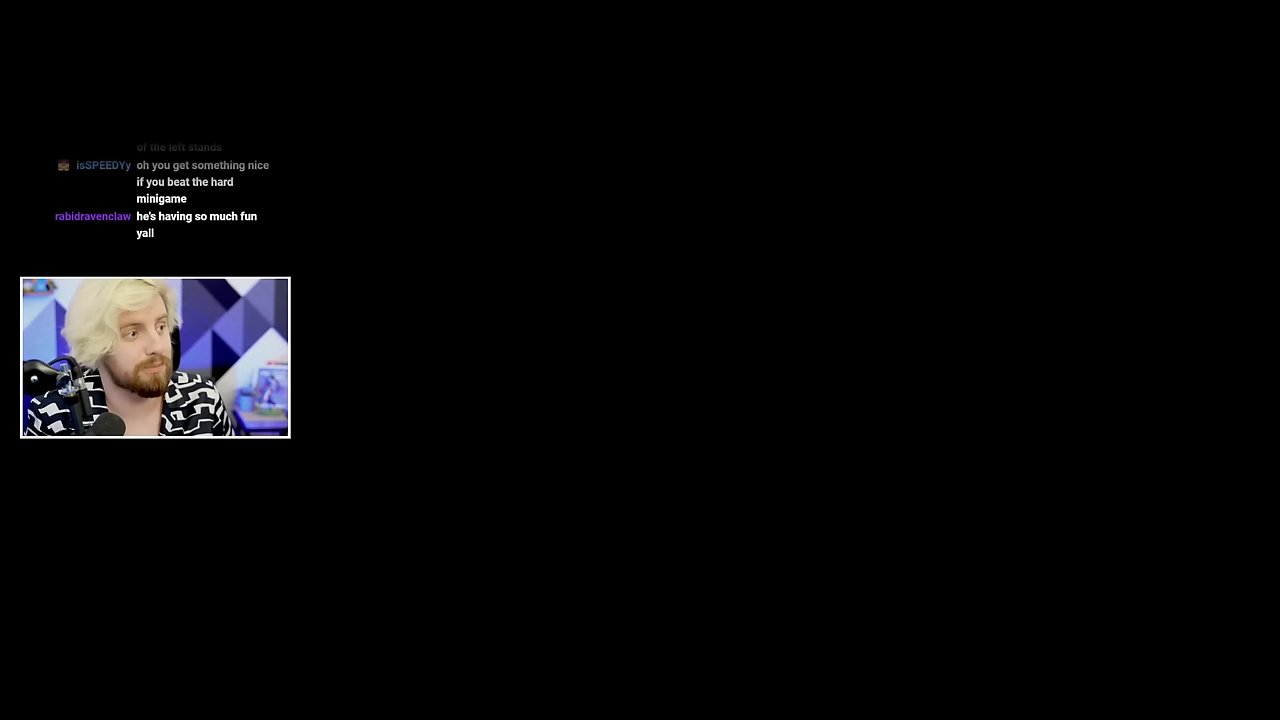 of the left stands
isSPEEDYy oh you get something nice
if you beat the hard
minigame
rabidravenclaw he's having so much fun
yall